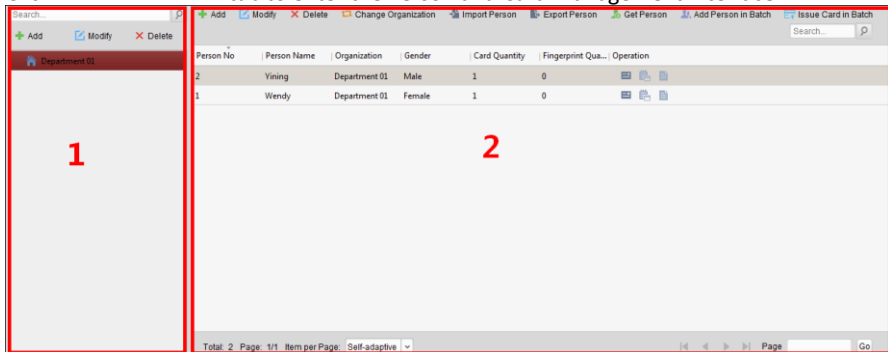 Search...
Add Modify Delete
Department 01
1
Add Modify Delete Change Organization Import Person Export Person Get Person Add Person in Batch Issue Card in Batch
Search...
Person No Person Name Organization Gender Card Quantity Fingerprint Qua... Operation
2 Yining Department 01 Male 1 0
1 Wendy Department 01 Female 1 0
2
Total: 2 Page: 1/1 Item per Page: Self-adaptive Page Go